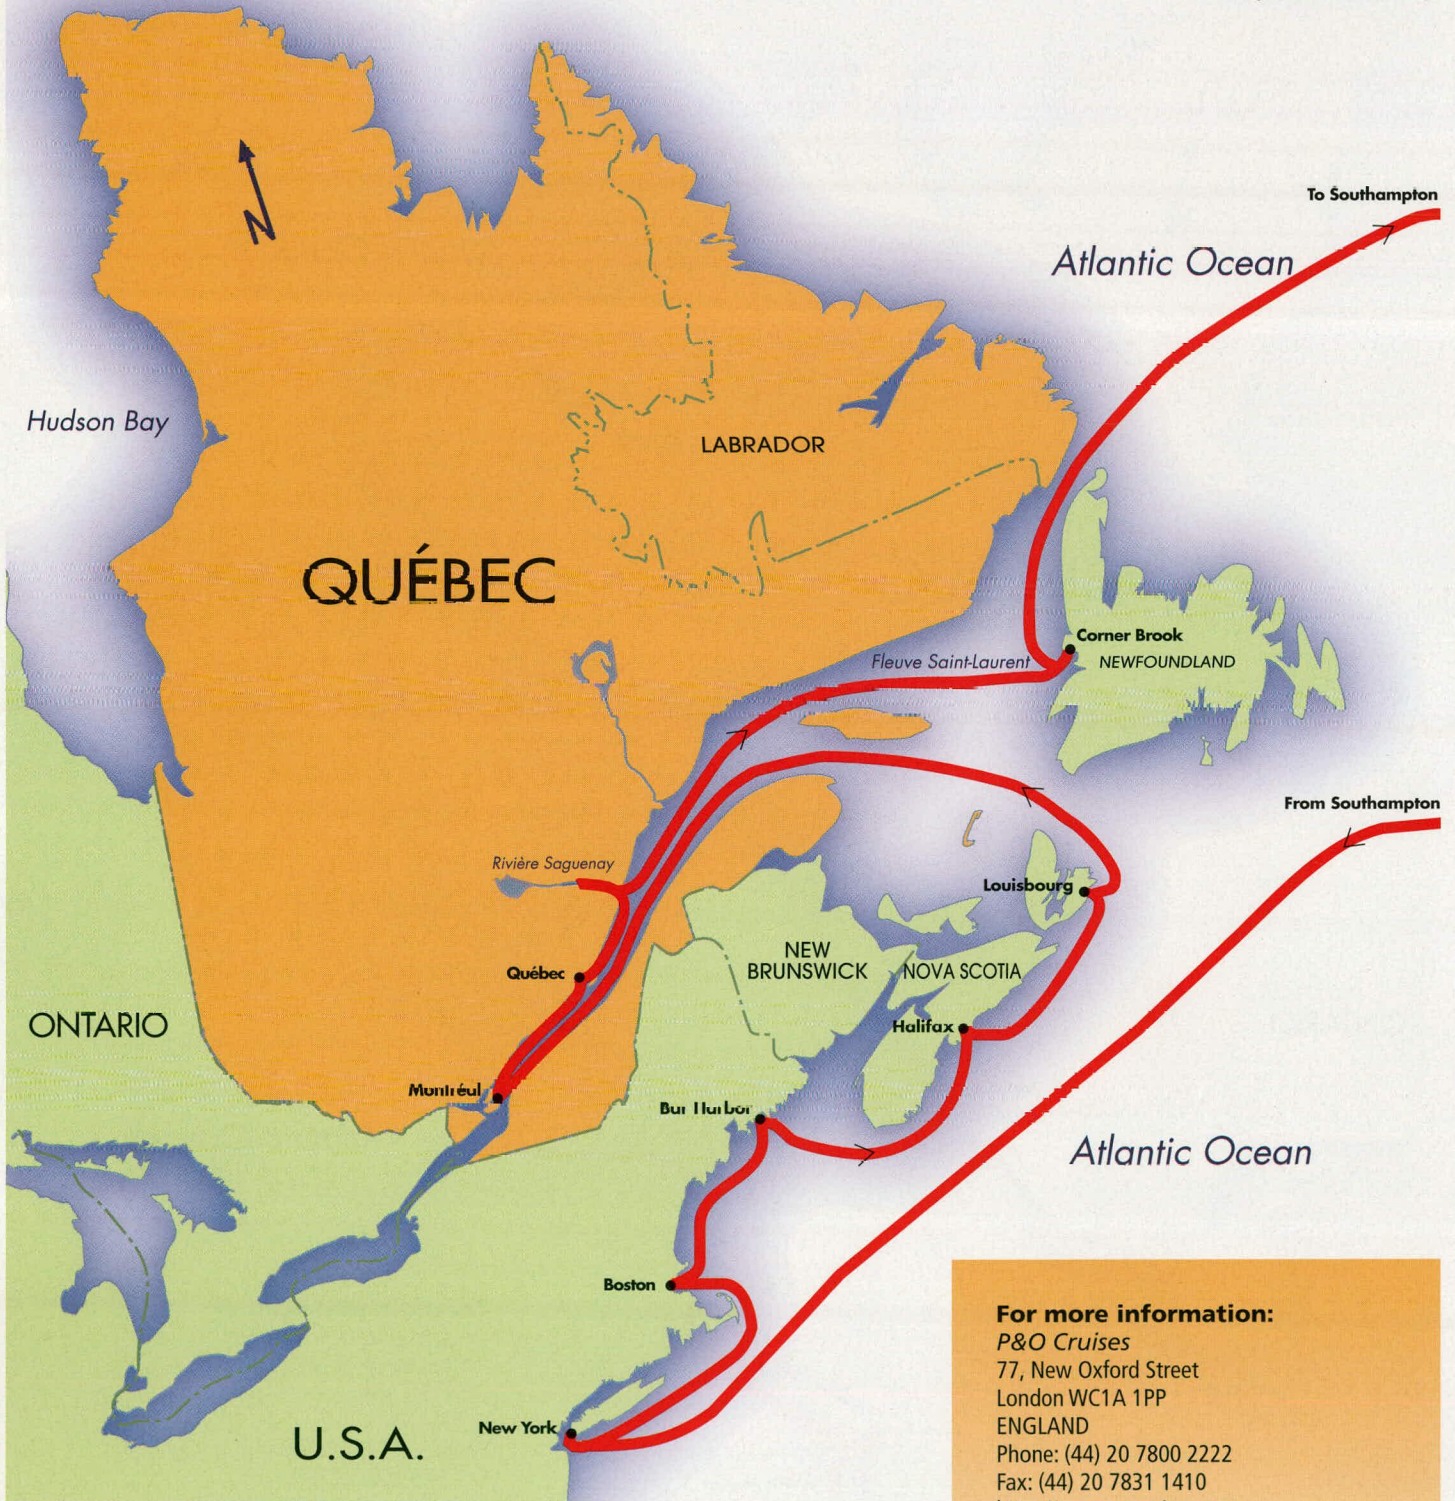 To Southampton
Atlantic Ocean
Hudson Bay
LABRADOR
QUÉBEC
Corner Brook
Fleuve Saint-Laurent
NEWFOUNDLAND
From Southampton
Rivière Saguenay
Louisbourg
NEW
BRUNSWICK
NOVA SCOTIA
Québec
ONTARIO
Halifax
Montréal
Bar Harbor
Atlantic Ocean
Boston
For more information:
P&O Cruises
77, New Oxford Street
London WC1A 1PP
ENGLAND
Phone: (44) 20 7800 2222
Fax: (44) 20 7831 1410
New York
U.S.A.
N